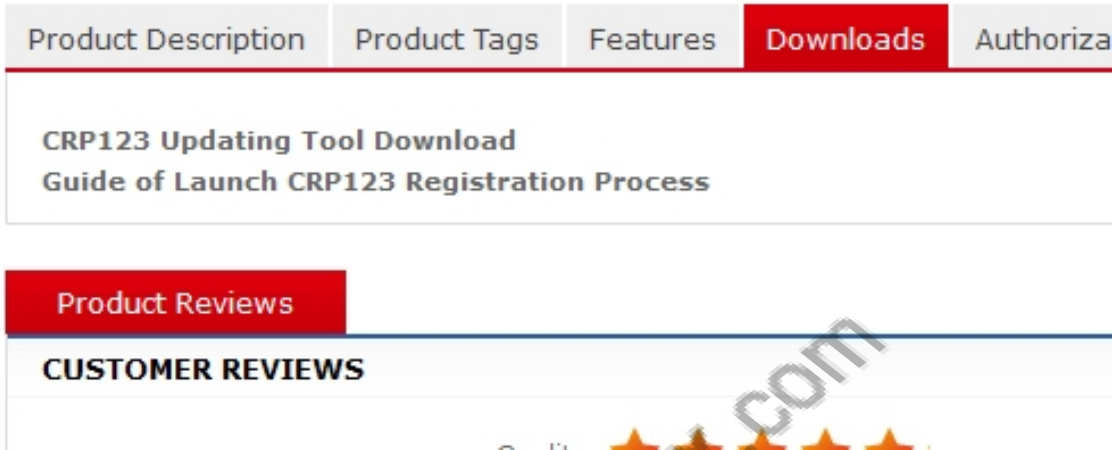 Product Description Product Tags Features Downloads Authoriza
CRP123 Updating Tool Download
Guide of Launch CRP123 Registration Process
Product Reviews
CUSTOMER REVIEWS
.com